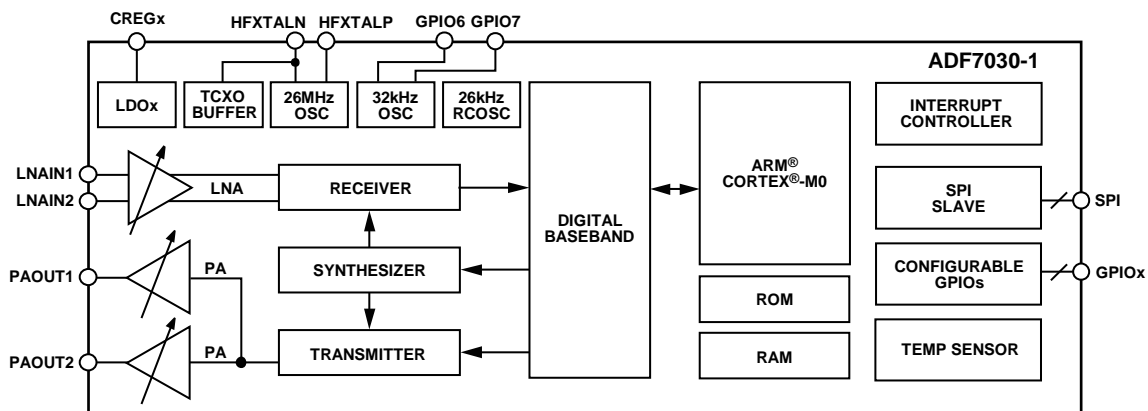 CREGx
HFXTALN
HFXTALP
GPIO6
GPIO7
ADF7030-1
LDOx
TCXO
BUFFER
26MHz
OSC
32kHz
OSC
26kHz
RCOSC
INTERRUPT
CONTROLLER
LNAIN1
LNAIN2
LNA
RECEIVER
DIGITAL
BASEBAND
ARM®
CORTEX®-M0
SPI
SLAVE
SPI
PAOUT1
PA
SYNTHESIZER
CONFIGURABLE
GPIOs
GPIOx
ROM
PAOUT2
PA
TRANSMITTER
RAM
TEMP SENSOR